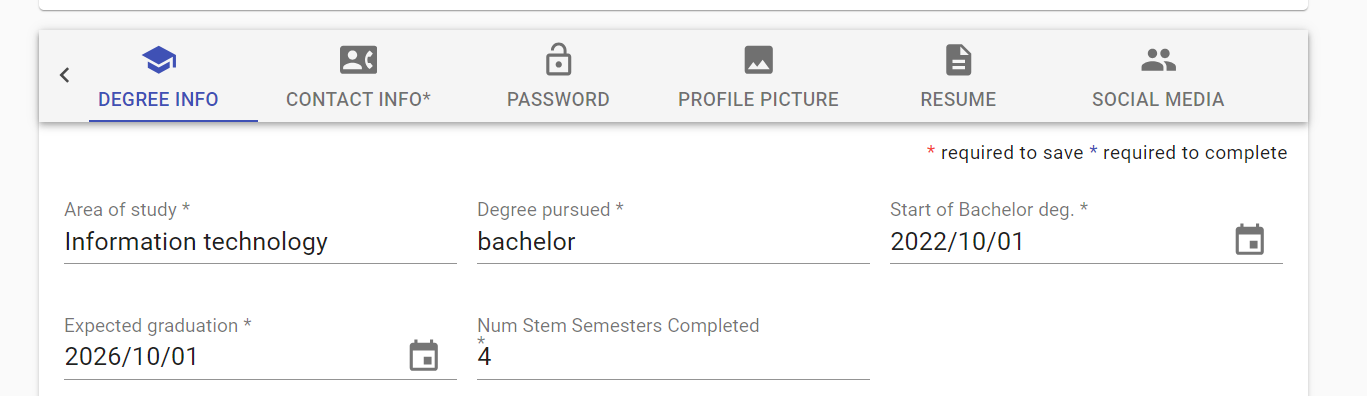 DEGREE INFO CONTACT INFO* PASSWORD PROFILE PICTURE RESUME SOCIAL MEDIA
* required to save * required to complete
Area of study * Degree pursued * Start of Bachelor deg. *
Information technology bachelor 2022/10/01
Expected graduation * Num Stem Semesters Completed
*
2026/10/01 4